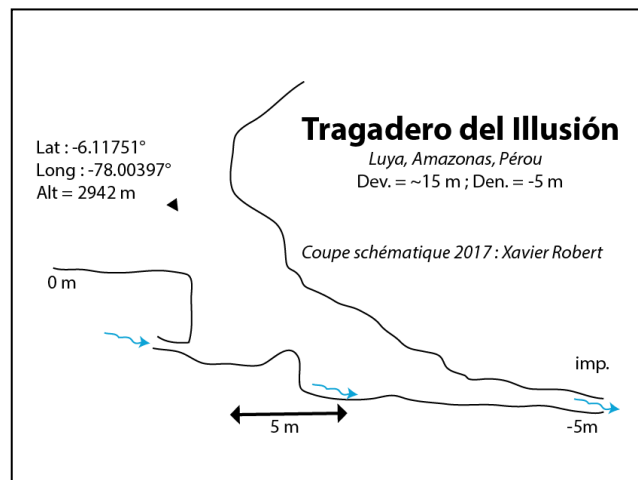 Tragadero del Illusión
Luya, Amazonas, Pérou
Dev. = ~15 m ; Den. = -5 m
Lat : -6.11751°
Long : -78.00397°
Alt = 2942 m
Coupe schématique 2017 : Xavier Robert
0 m
imp.
5 m
-5m